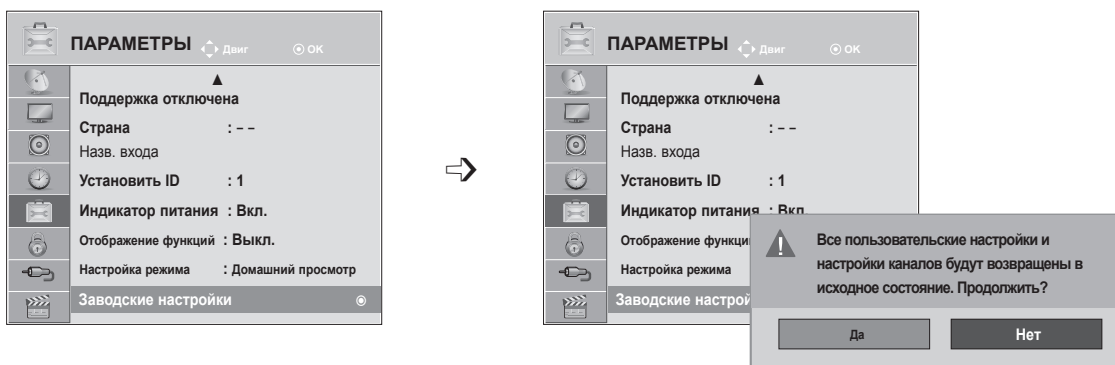 ПАРАМЕТРЫ Двиг OK
Поддержка отключена
Страна : – –
Назв. входа
Установить ID : 1
Индикатор питания : Вкл.
Отображение функций : Выкл.
Настройка режима : Домашний просмотр
Заводские настройки
ПАРАМЕТРЫ Двиг OK
Поддержка отключена
Страна : – –
Назв. входа
Установить ID : 1
Индикатор питания : Вкл.
Отображение функци
Настройка режима
Заводские настрой
Все пользовательские настройки и
настройки каналов будут возвращены в
исходное состояние. Продолжить?
Да Нет